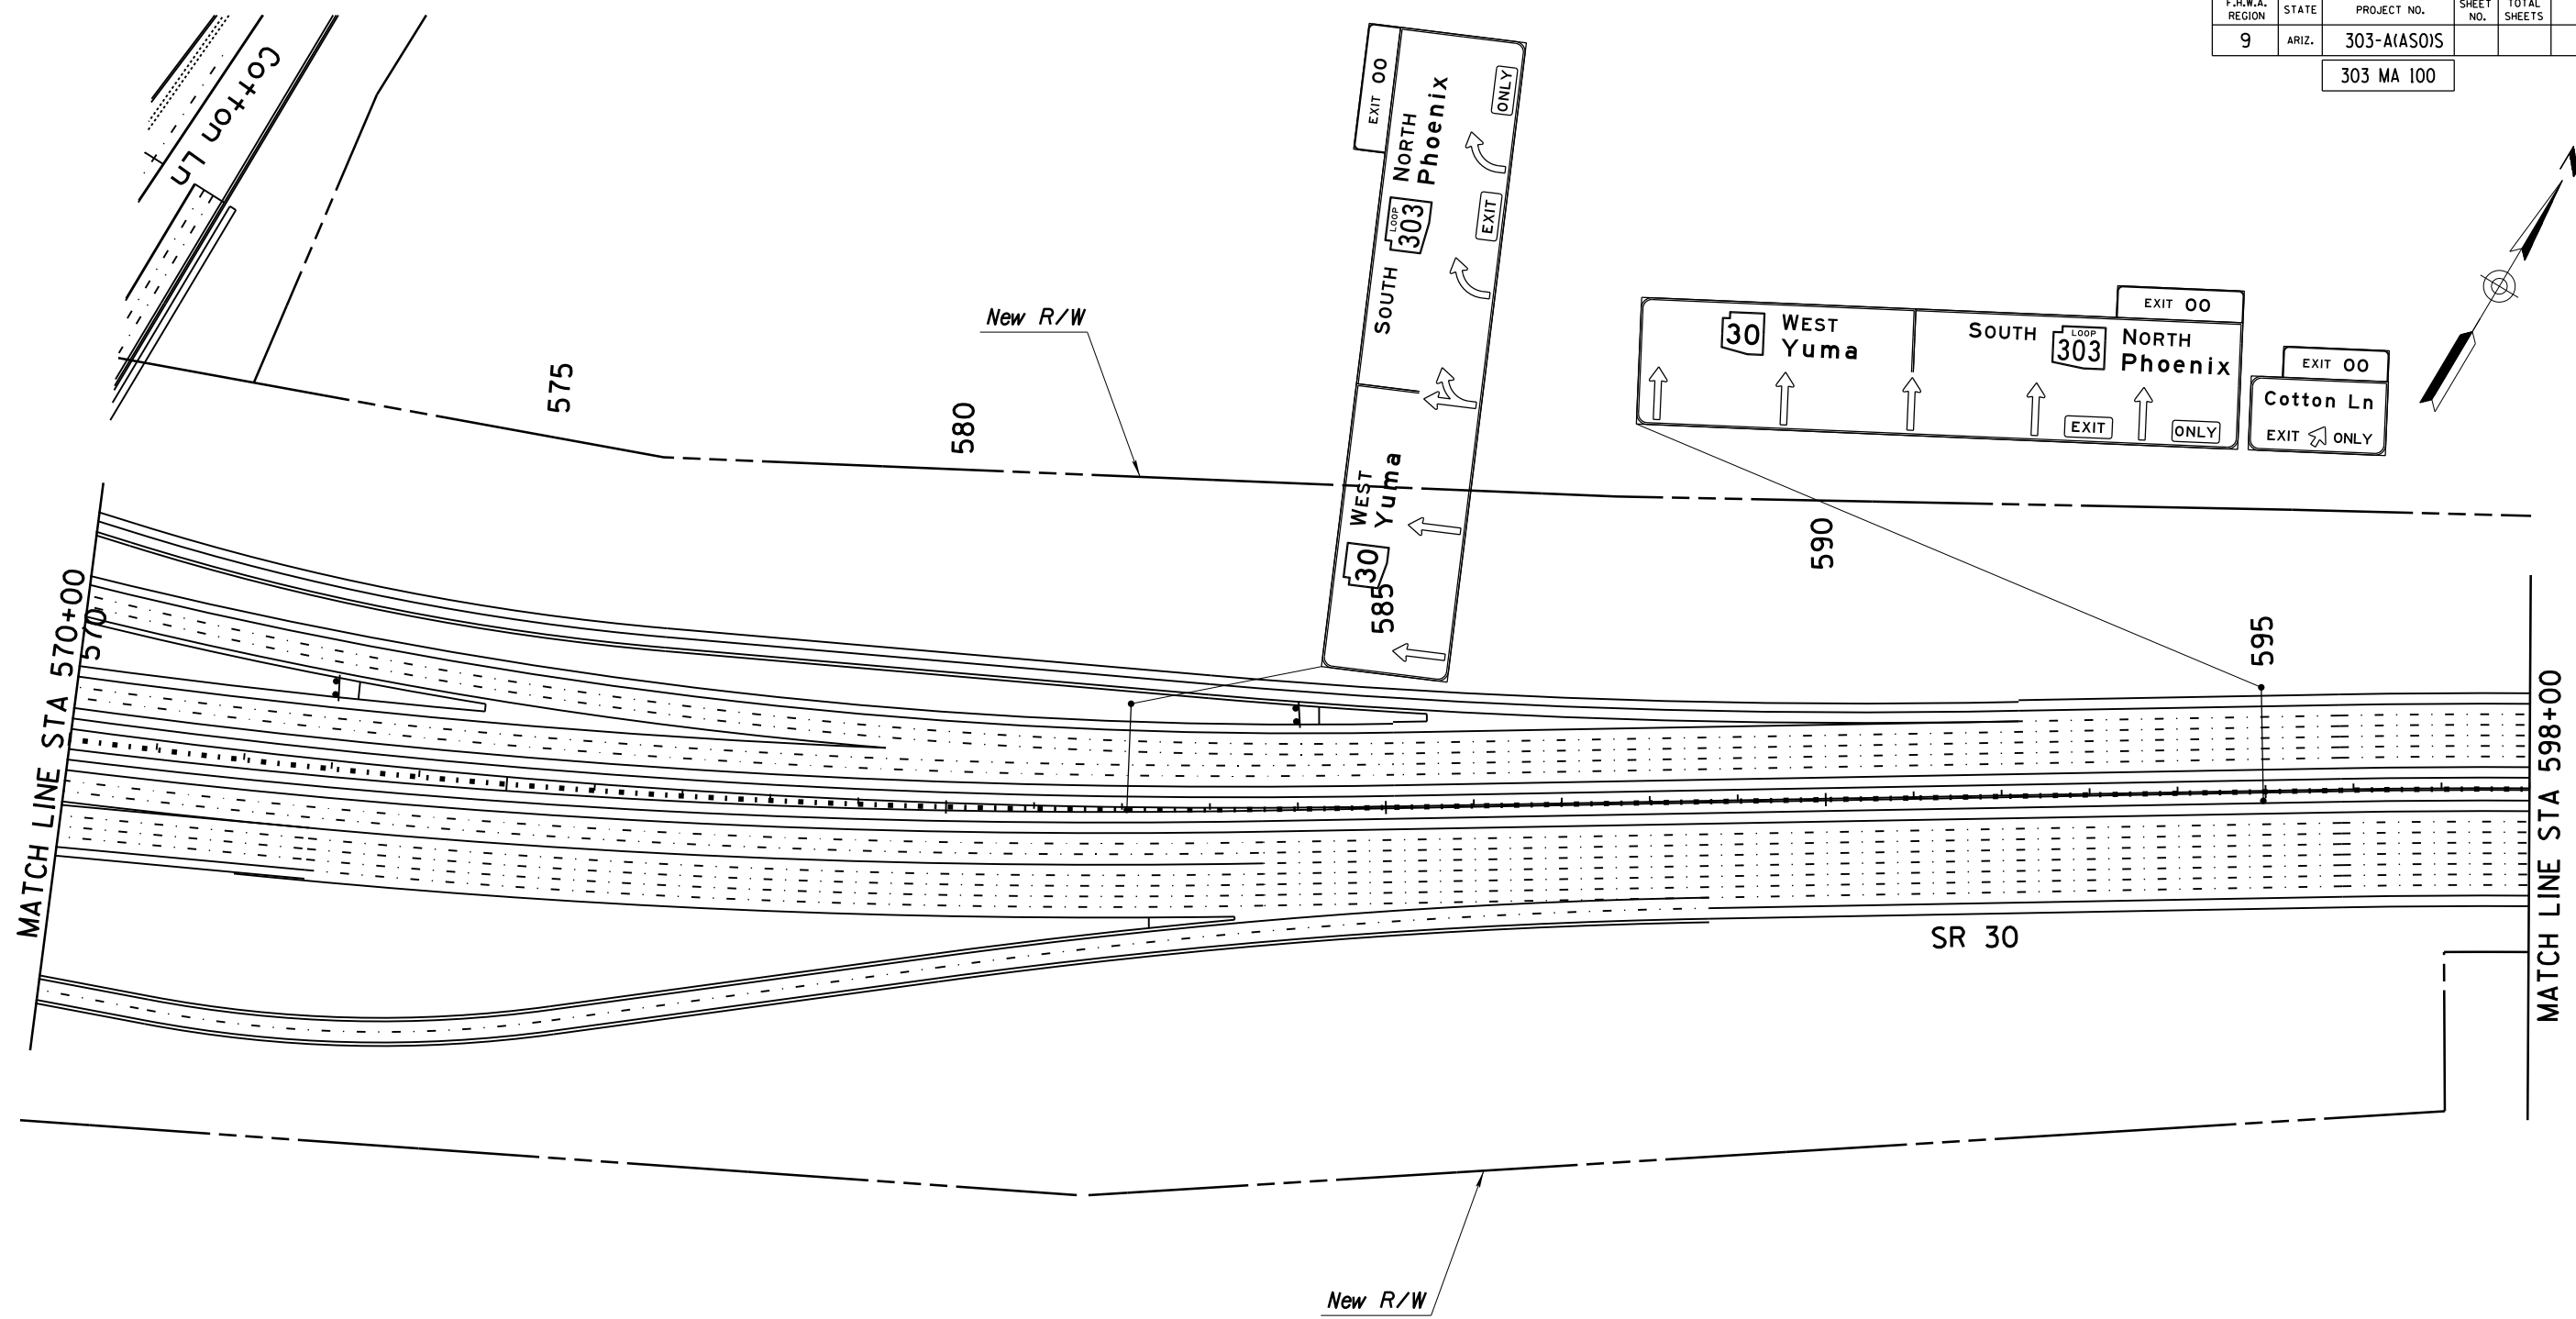 F.H.W.A. REGION
STATE
PROJECT NO.
SHEET NO.
TOTAL SHEETS
9
ARIZ.
303-A(ASO)S
303 MA 100
Cotton Ln
EXIT 00
SOUTH LOOP 303 NORTH
Phoenix
EXIT ONLY
30 WEST
Yuma
New R/W
EXIT 00
30 WEST
Yuma
SOUTH LOOP 303 NORTH
Phoenix
EXIT ONLY
EXIT 00
Cotton Ln
EXIT ONLY
570
575
580
585
590
595
MATCH LINE STA 570+00
MATCH LINE STA 598+00
SR 30
New R/W